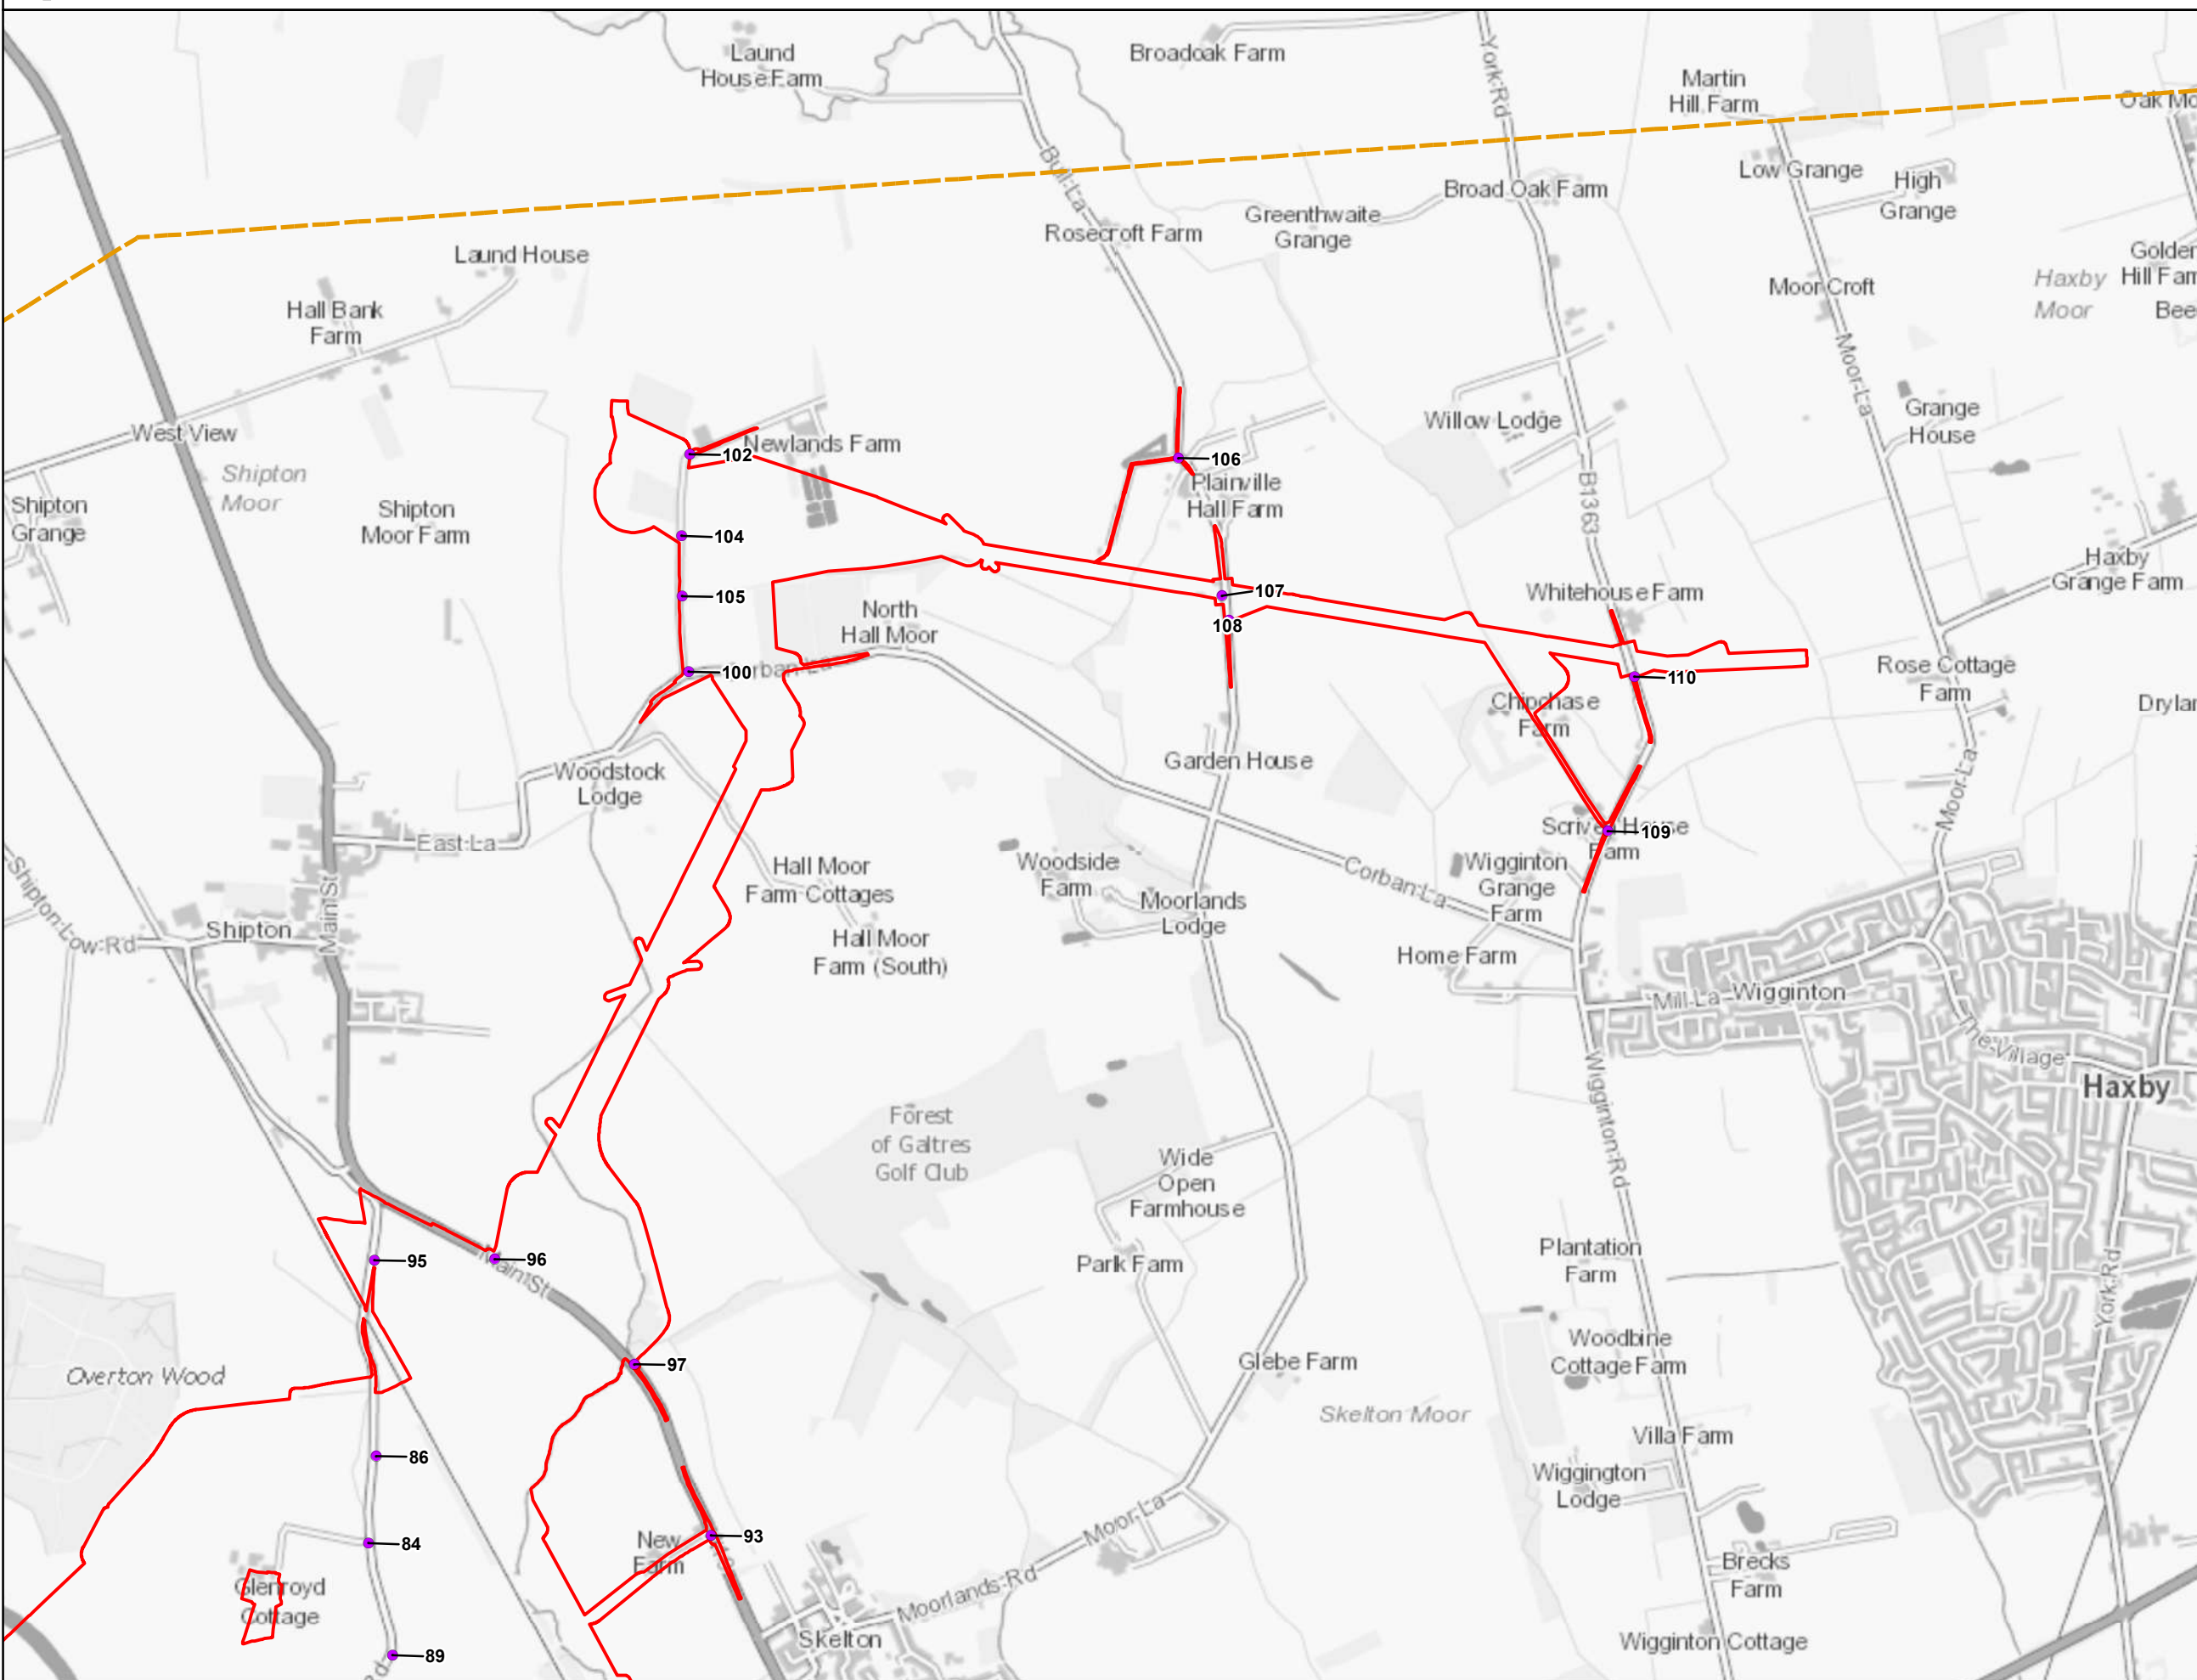 Laund
House Farm
Broadoak Farm
York Rd
Martin
Hill Farm
Bull La
Low Grange
High
Grange
Broad Oak Farm
Greenthwaite
Grange
Rosecroft Farm
Laund House
Hall Bank
Farm
Moor Croft
Haxby
Moor
West View
Shipton
Moor
Shipton
Grange
Shipton
Moor Farm
Newlands Farm
102
104
105
100
106
Plainville
Hall Farm
107
108
Willow Lodge
B1363
Moor La
Grange
House
Haxby
Grange Farm
Whitehouse Farm
North
Hall Moor
110
Rose Cottage
Farm
Chipchase
Farm
Garden House
Woodstock
Lodge
East La
Hall Moor
Farm Cottages
Woodside
Farm
Moorlands
Lodge
Corban La
Wigginton
Grange
Farm
109
Moor La
Shipton Low Rd
Shipton
Main St
Hall Moor
Farm (South)
Home Farm
Mill La
Wigginton
The Village
Haxby
Wigginton Rd
Forest
of Galtres
Golf Club
Wide
Open
Farmhouse
Park Farm
Plantation
Farm
York Rd
95
96
Main St
Woodbine
Cottage Farm
Overton Wood
97
Glebe Farm
Skelton Moor
86
Villa Farm
Wiggington
Lodge
84
New
Farm
93
Moor La
Brecks
Farm
Glenroyd
Cottage
Moorlands Rd
Skelton
Wigginton Cottage
89